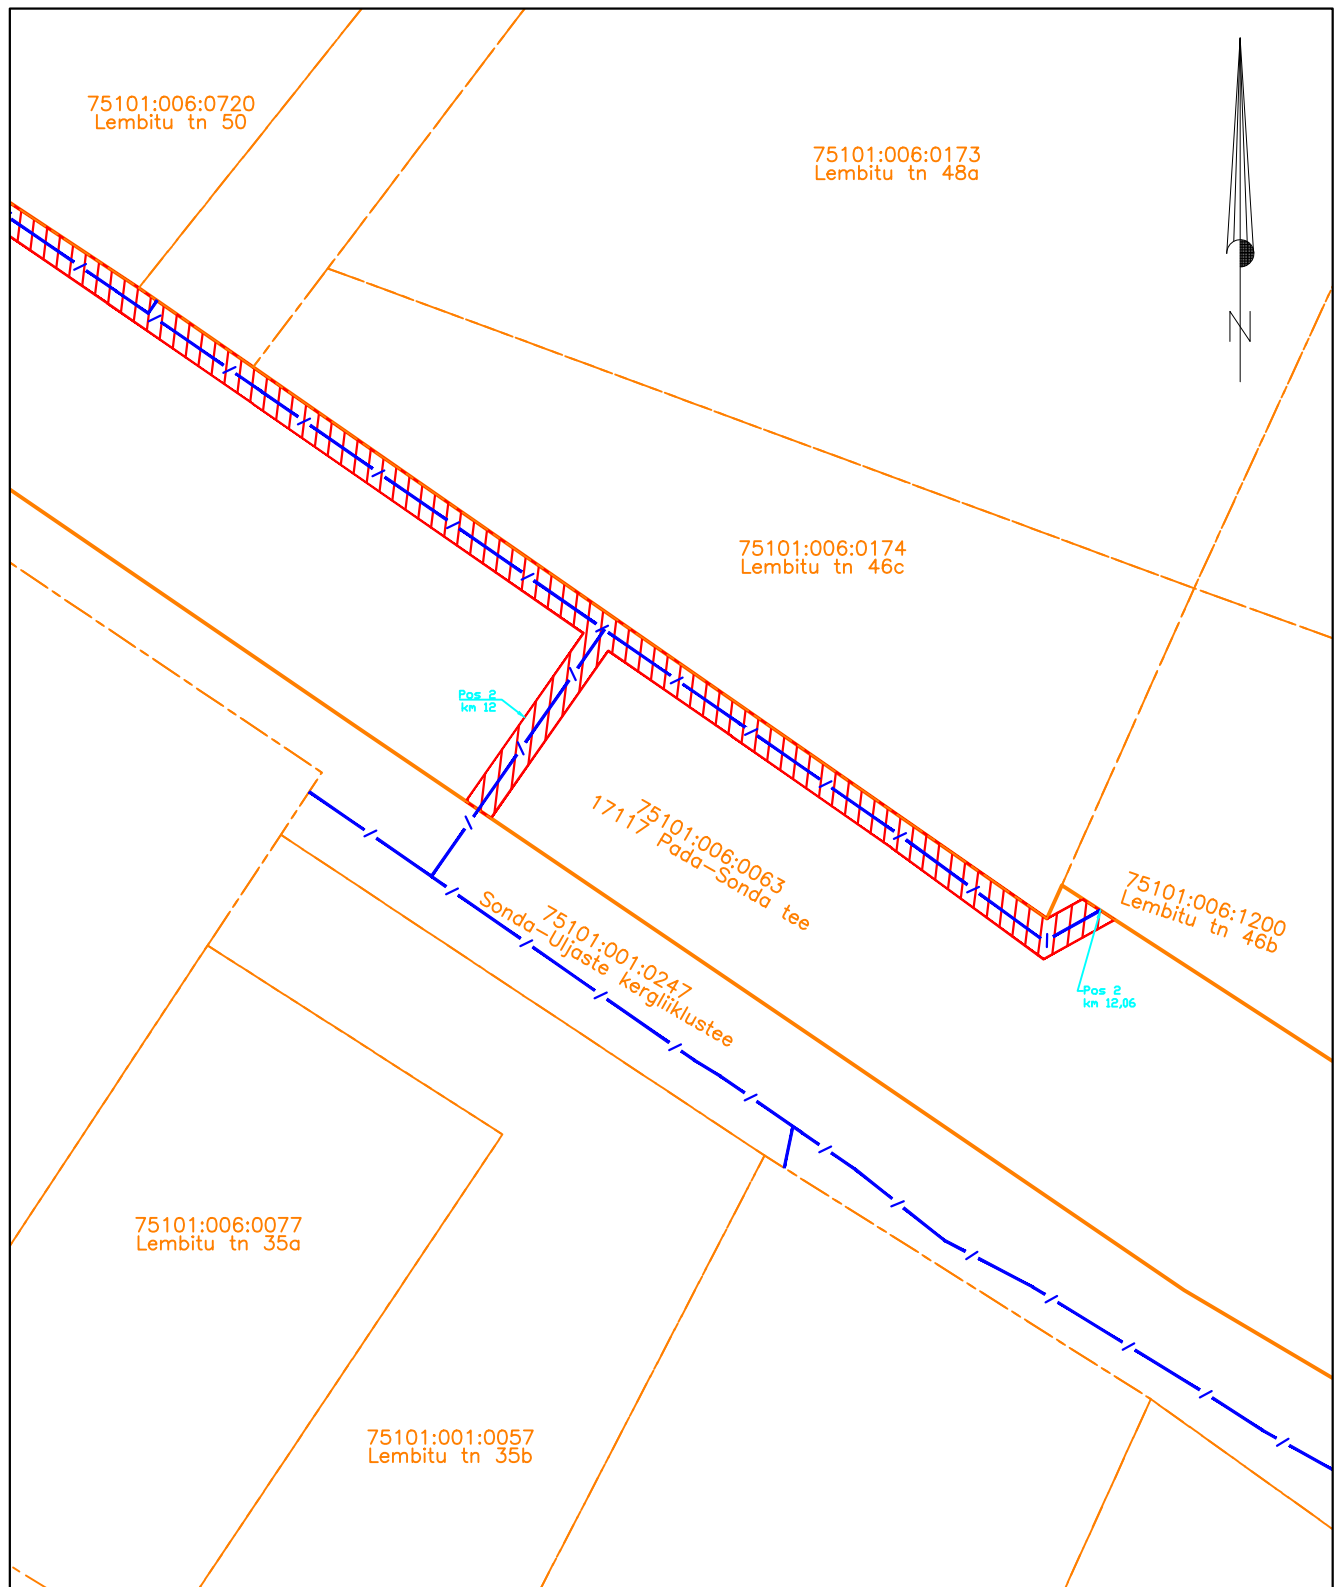 75101:006:0720
Lembitu tn 50
75101:006:0173
Lembitu tn 48a
N
75101:006:0174
Lembitu tn 46c
Pos 2
km 12
75101:006:0063
17117 Pada-Sonda tee
75101:006:1200
Lembitu tn 46b
75101:001:0247
Sonda-Uljaste kergliiklustee
Pos 2
km 12,06
75101:006:0077
Lembitu tn 35a
75101:001:0057
Lembitu tn 35b